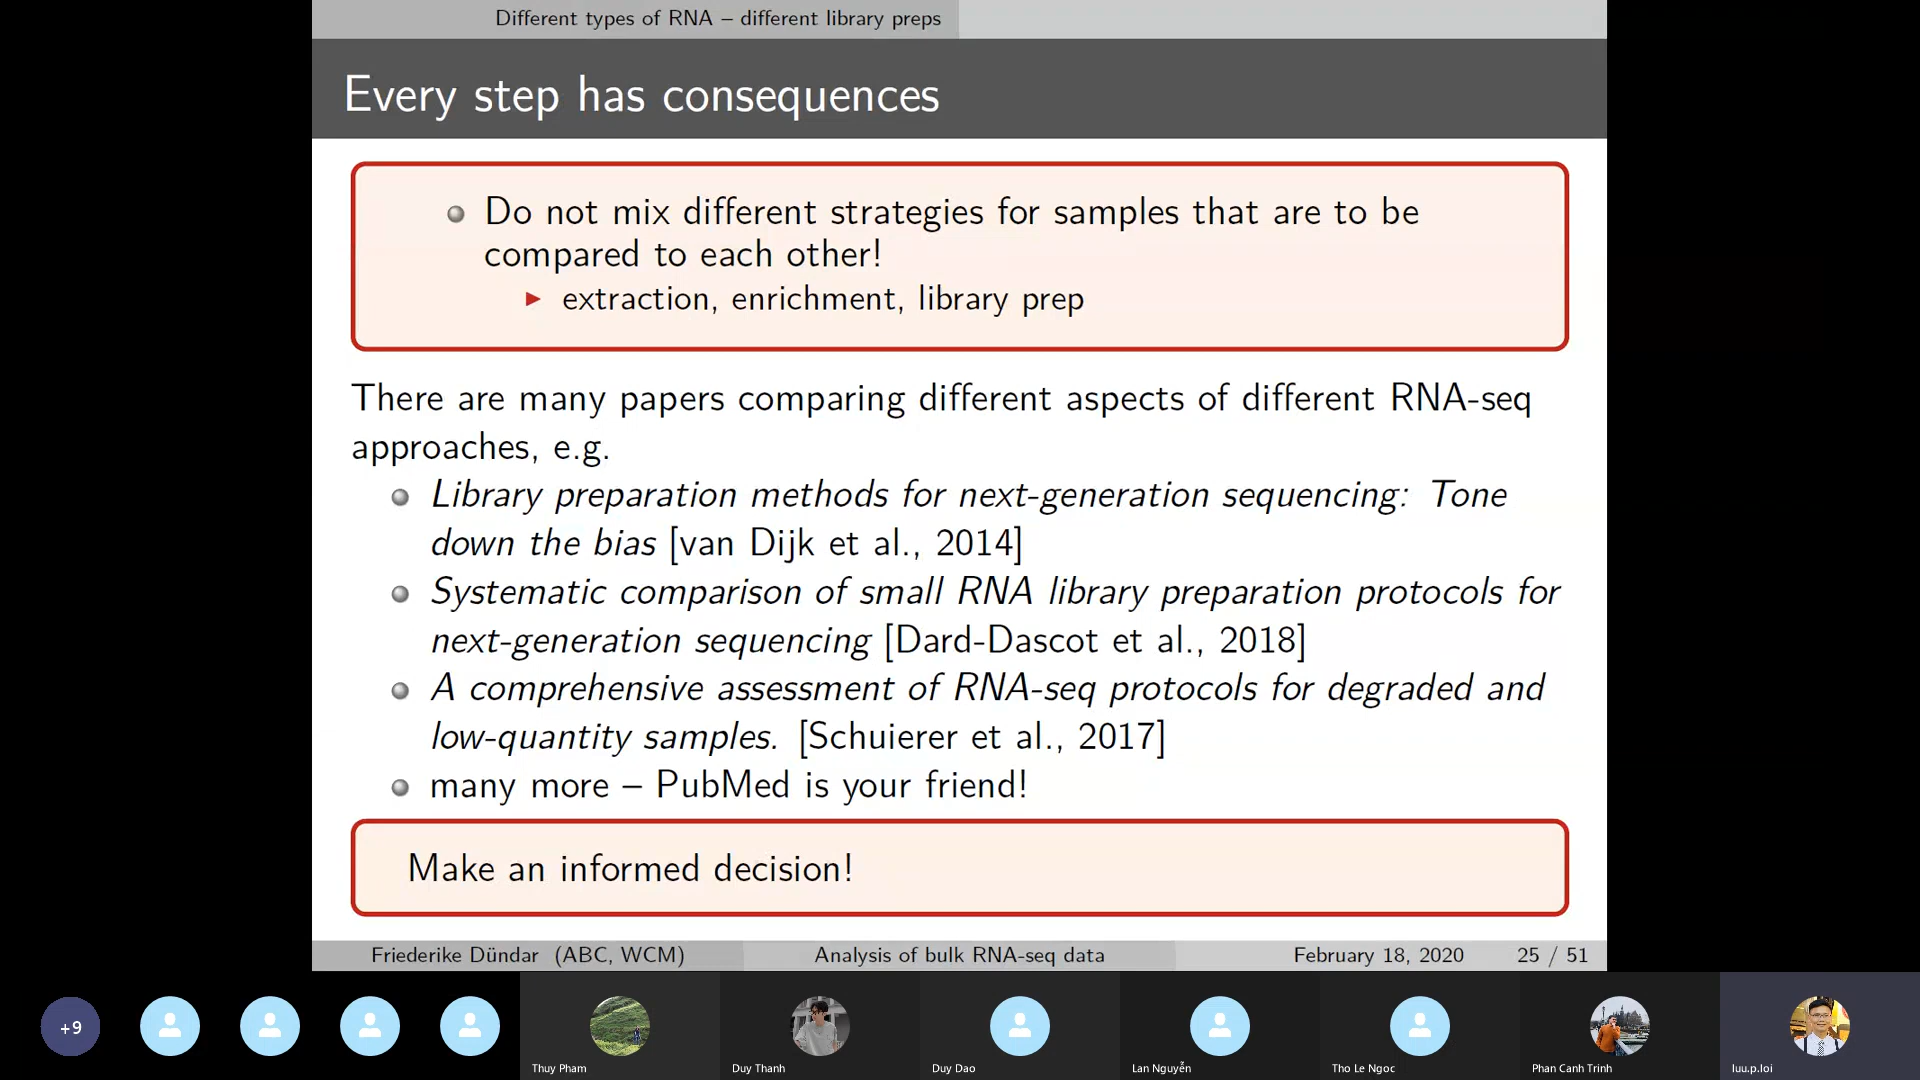 Different types of RNA – different library preps
Every step has consequences
Do not mix different strategies for samples that are to be
compared to each other!
extraction, enrichment, library prep
There are many papers comparing different aspects of different RNA-seq
approaches, e.g.
Library preparation methods for next-generation sequencing: Tone
down the bias [van Dijk et al., 2014]
Systematic comparison of small RNA library preparation protocols for
next-generation sequencing [Dard-Dascot et al., 2018]
A comprehensive assessment of RNA-seq protocols for degraded and
low-quantity samples. [Schuierer et al., 2017]
many more – PubMed is your friend!
Make an informed decision!
Friederike Dündar (ABC, WCM) Analysis of bulk RNA-seq data February 18, 2020 25 / 51
+9
Thuy Pham Duy Thanh Duy Dao Lan Nguyễn Tho Le Ngoc Phan Canh Trinh luu.p.loi